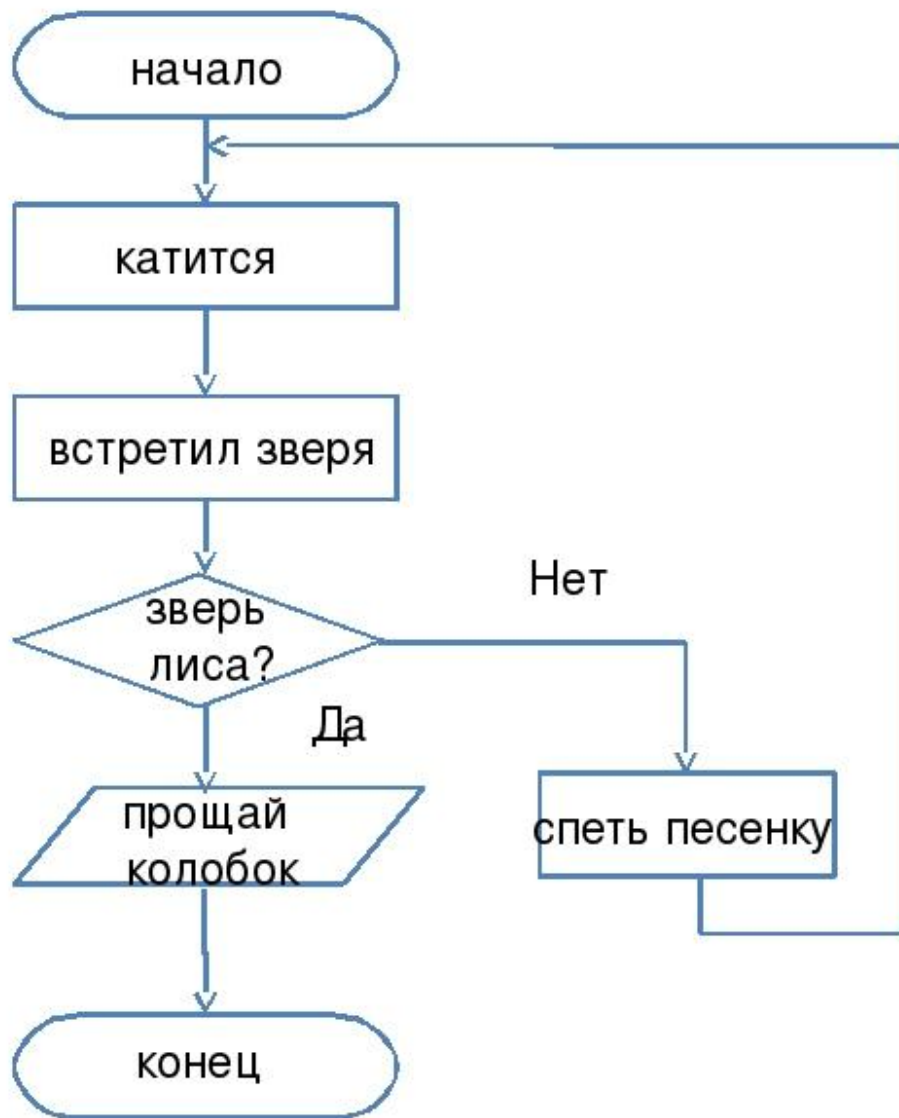 начало
катится
встретил зверя
Нет
зверь
лиса?
Да
прощай
колобок
спеть песенку
конец